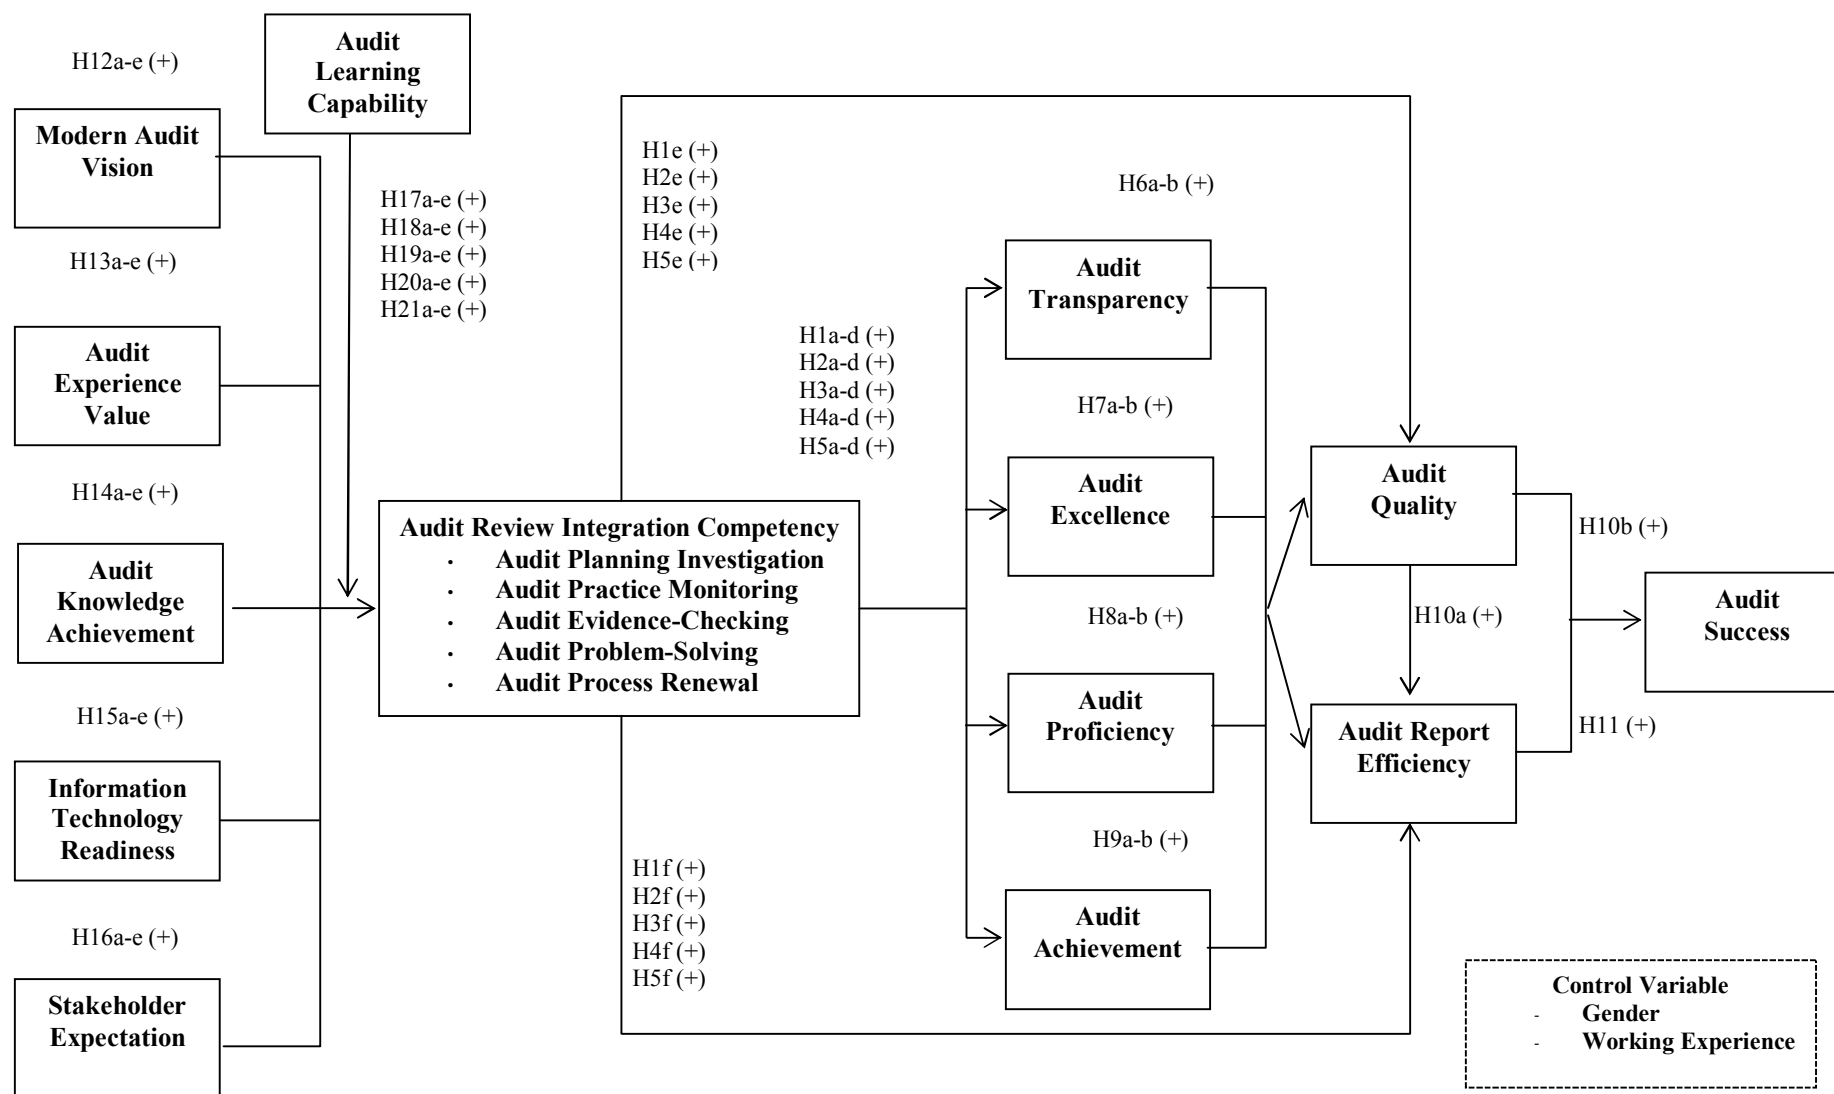 H12a-e (+)
Audit
Learning
Capability
Modern Audit
Vision
H13a-e (+)
Audit
Experience
Value
H14a-e (+)
Audit
Knowledge
Achievement
H15a-e (+)
Information
Technology
Readiness
H16a-e (+)
Stakeholder
Expectation
H17a-e (+)
H18a-e (+)
H19a-e (+)
H20a-e (+)
H21a-e (+)
Audit Review Integration Competency
· Audit Planning Investigation
· Audit Practice Monitoring
· Audit Evidence-Checking
· Audit Problem-Solving
· Audit Process Renewal
H1e (+)
H2e (+)
H3e (+)
H4e (+)
H5e (+)
H1f (+)
H2f (+)
H3f (+)
H4f (+)
H5f (+)
H1a-d (+)
H2a-d (+)
H3a-d (+)
H4a-d (+)
H5a-d (+)
H6a-b (+)
Audit
Transparency
H7a-b (+)
Audit
Excellence
H8a-b (+)
Audit
Proficiency
H9a-b (+)
Audit
Achievement
Audit
Quality
H10a (+)
Audit Report
Efficiency
H10b (+)
H11 (+)
Audit
Success
Control Variable
- Gender
- Working Experience